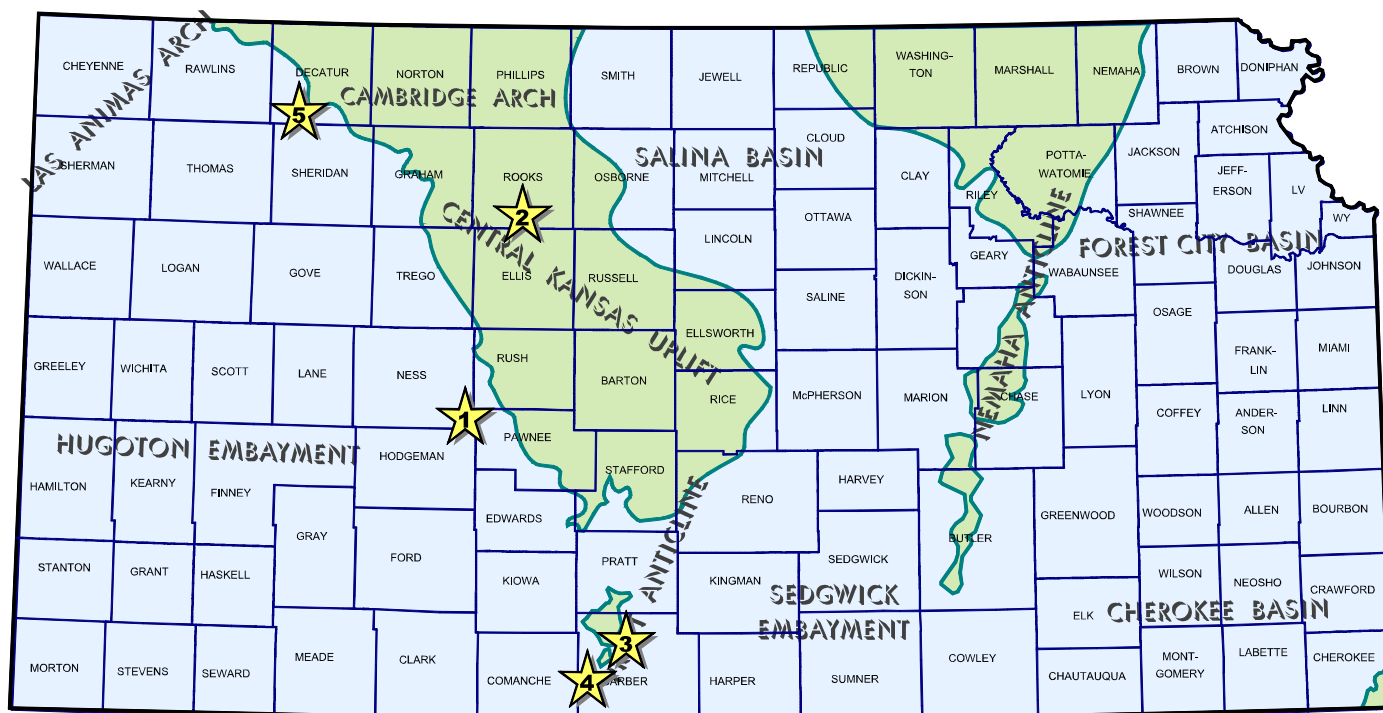 CHEYENNE
RAWLINS
DECATUR
NORTON
PHILLIPS
SMITH
JEWELL
REPUBLIC
WASHING-
TON
MARSHALL
NEMAHA
BROWN
DONIPHAN
LAS ANIMAS ARCH
CAMBRIDGE ARCH
5
SHERMAN
THOMAS
SHERIDAN
GRAHAM
ROOKS
OSBORNE
SALINA BASIN
MITCHELL
CLOUD
CLAY
RILEY
POTTA-
WATOMIE
JACKSON
ATCHISON
JEFF-
ERSON
LV
WY
2
CENTRAL KANSAS UPLIFT
LINCOLN
OTTAWA
SHAWNEE
FOREST CITY BASIN
WALLACE
LOGAN
GOVE
TREGO
ELLIS
RUSSELL
SALINE
DICKIN-
SON
GEARY
WABAUNSEE
DOUGLAS
JOHNSON
NEMAHA ANTICLINE
ELLSWORTH
OSAGE
GREELEY
WICHITA
SCOTT
LANE
NESS
RUSH
BARTON
RICE
McPHERSON
MARION
CHASE
LYON
FRANK-
LIN
MIAMI
1
COFFEY
ANDER-
SON
LINN
HUGOTON EMBAYMENT
HODGEMAN
PAWNEE
STAFFORD
HAMILTON
KEARNY
FINNEY
EDWARDS
RENO
HARVEY
BUTLER
GREENWOOD
WOODSON
ALLEN
BOURBON
GRAY
FORD
PRATT
ANTICLINE
KIOWA
KINGMAN
SEDGWICK
STANTON
GRANT
HASKELL
SEDGWICK
EMBAYMENT
ELK
WILSON
NEOSHO
CRAWFORD
CHEROKEE BASIN
3
MORTON
STEVENS
SEWARD
MEADE
CLARK
COMANCHE
4
HARPER
SUMNER
COWLEY
CHAUTAUQUA
MONT-
GOMERY
LABETTE
CHEROKEE